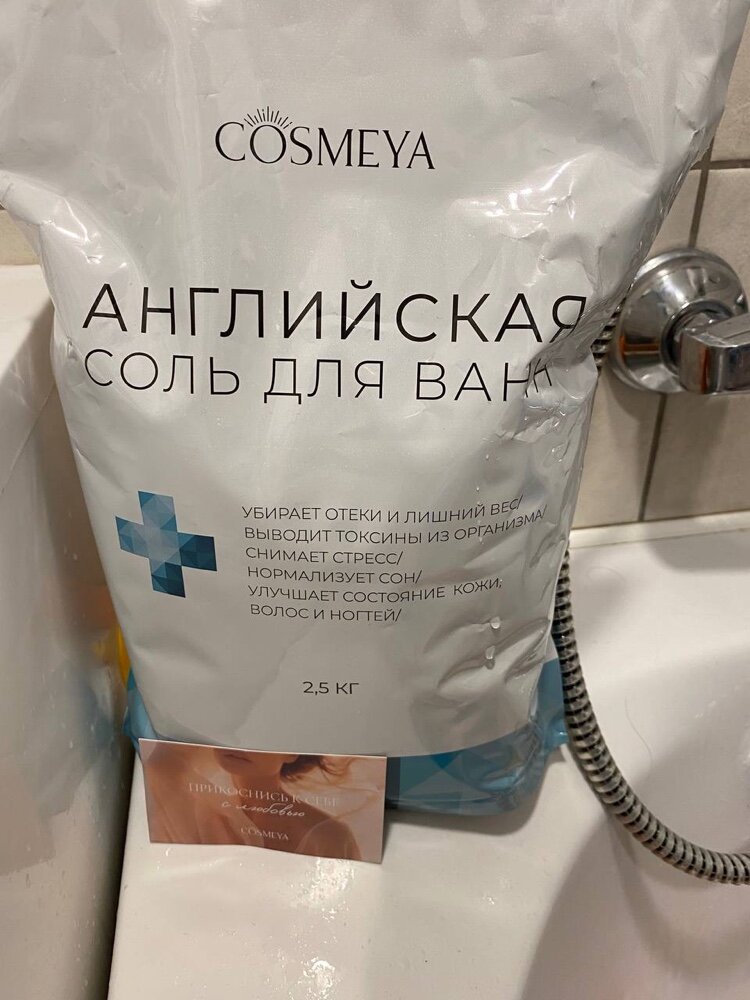 COSMEYA
АНГЛИЙСКАЯ
СОЛЬ ДЛЯ ВАНН
УБИРАЕТ ОТЕКИ И ЛИШНИЙ ВЕС/
ВЫВОДИТ ТОКСИНЫ ИЗ ОРГАНИЗМА/
СНИМАЕТ СТРЕСС/
НОРМАЛИЗУЕТ СОН/
УЛУЧШАЕТ СОСТОЯНИЕ КОЖИ,
ВОЛОС И НОГТЕЙ/
2,5 КГ
ПРИКОСНИСЬ К СЕБЕ
с любовью
COSMEYA